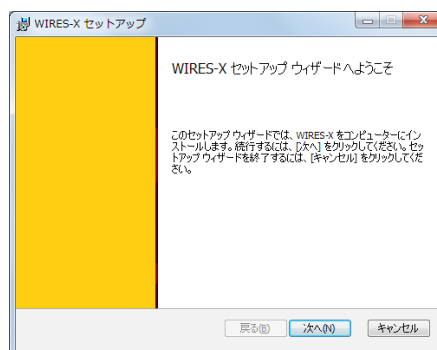 WIRES-X セットアップ
WIRES-X セットアップ ウィザードへようこそ
このセットアップ ウィザードでは、WIRES-X をコンピューターにイン
ストールします。続行するには、[次へ] をクリックしてください。セッ
トアップ ウィザードを終了するには、[キャンセル] をクリックしてくだ
さい。
戻る(B) 次へ(N) キャンセル